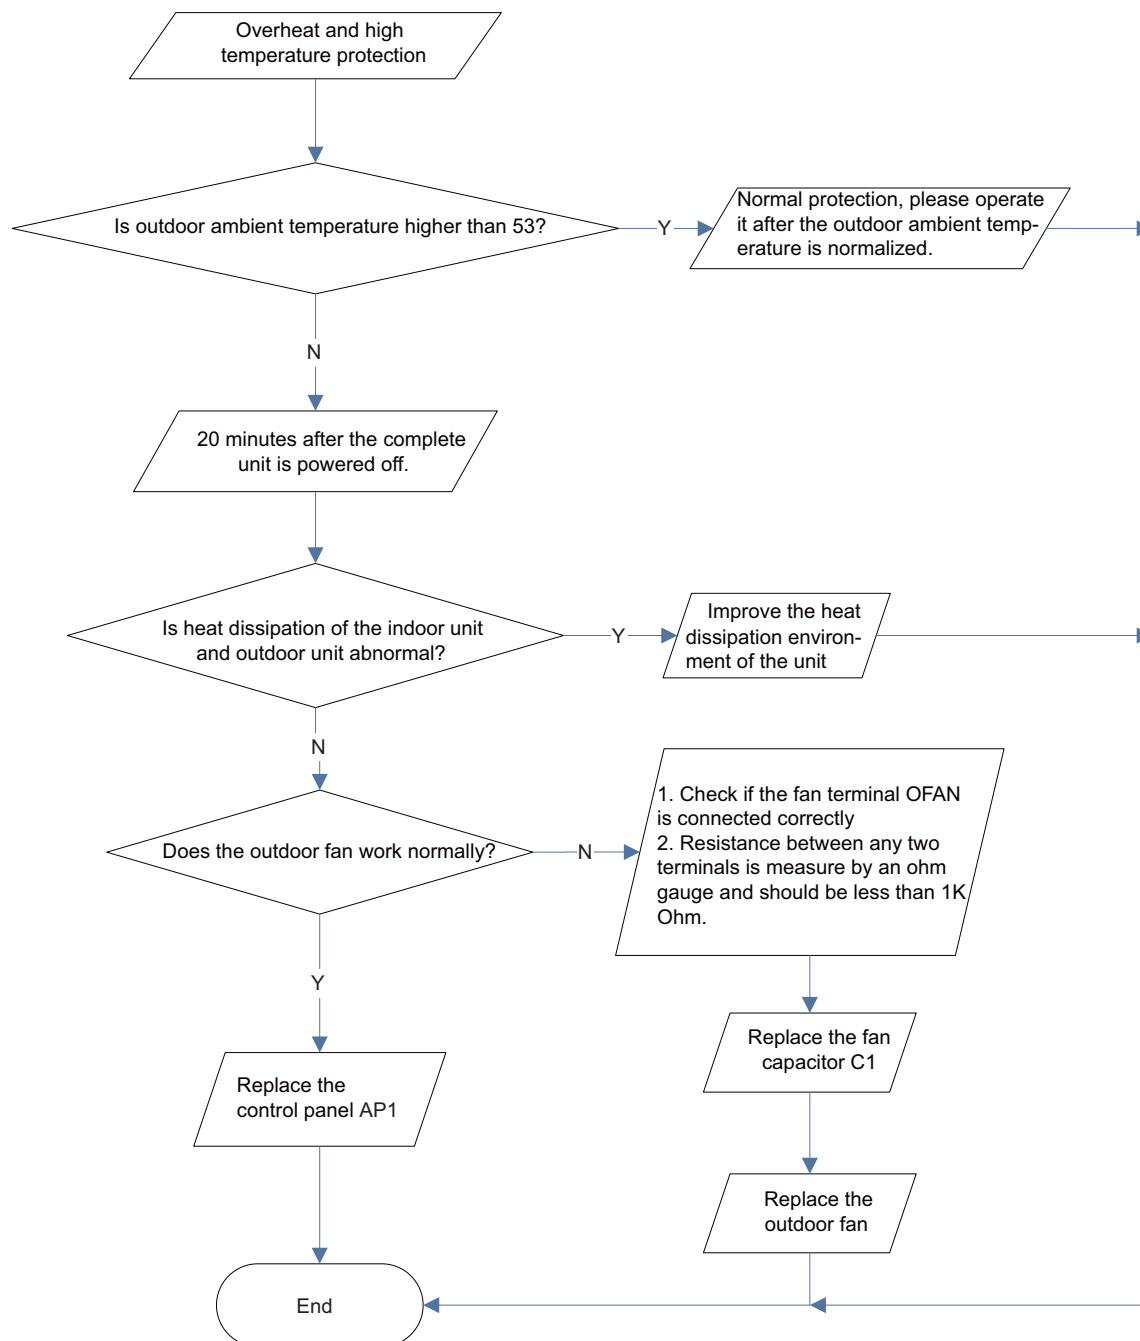 Overheat and high
temperature protection
Is outdoor ambient temperature higher than 53?
Y
Normal protection, please operate
it after the outdoor ambient temp-
erature is normalized.
N
20 minutes after the complete
unit is powered off.
Is heat dissipation of the indoor unit
and outdoor unit abnormal?
Y
Improve the heat
dissipation environ-
ment of the unit
N
Does the outdoor fan work normally?
N
1. Check if the fan terminal OFAN
is connected correctly
2. Resistance between any two
terminals is measure by an ohm
gauge and should be less than 1K
Ohm.
Y
Replace the fan
capacitor C1
Replace the
control panel AP1
Replace the
outdoor fan
End